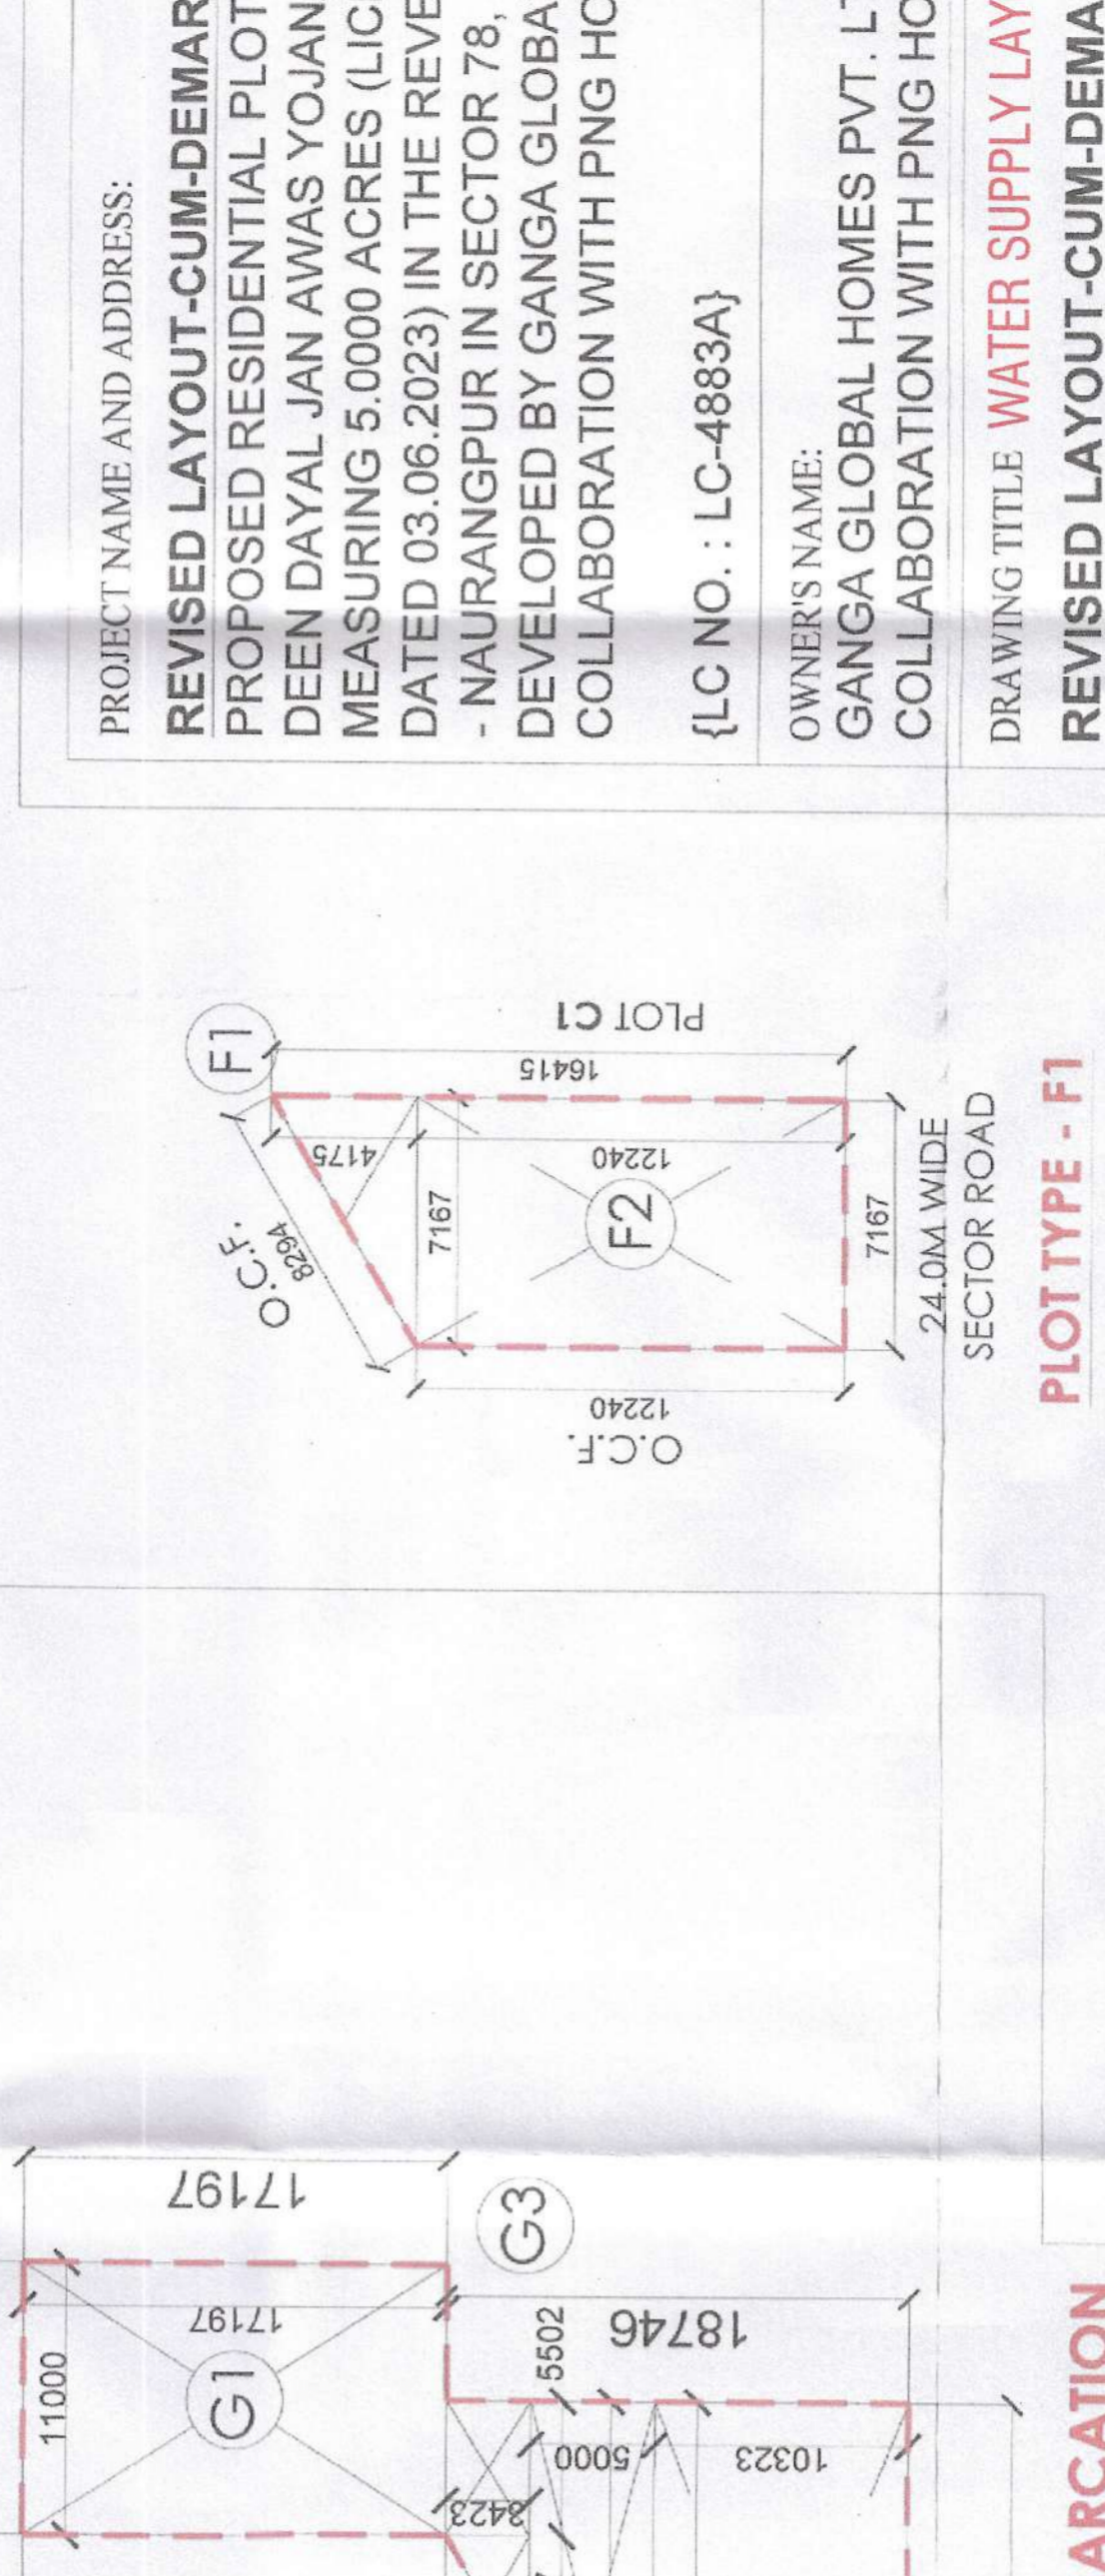 PROJECT NAME AND ADDRESS:
REVISED LAYOUT-CUM-DEMAR
PROPOSED RESIDENTIAL PLOT
DEEN DAYAL JAN AWAS YOJAN
MEASURING 5.0000 ACRES (LIC
DATED 03.06.2023) IN THE REVE
- NAURANGPUR IN SECTOR 78,
DEVELOPED BY GANGA GLOBA
COLLABORATION WITH PNG HO
{LC NO. : LC-4883A}
OWNER'S NAME:
GANGA GLOBAL HOMES PVT. LT
COLLABORATION WITH PNG HO
DRAWING TITLE WATER SUPPLY LAY
REVISED LAYOUT-CUM-DEMA
F1
O.C.F.
8294
4175
7167
16415
PLOT C1
12240
F2
12240
O.C.F.
7167
24.0M WIDE
SECTOR ROAD
PLOT TYPE - F1
17197
11000
17197
G1
G3
5502
18746
5000
3423
10323
ARCATION